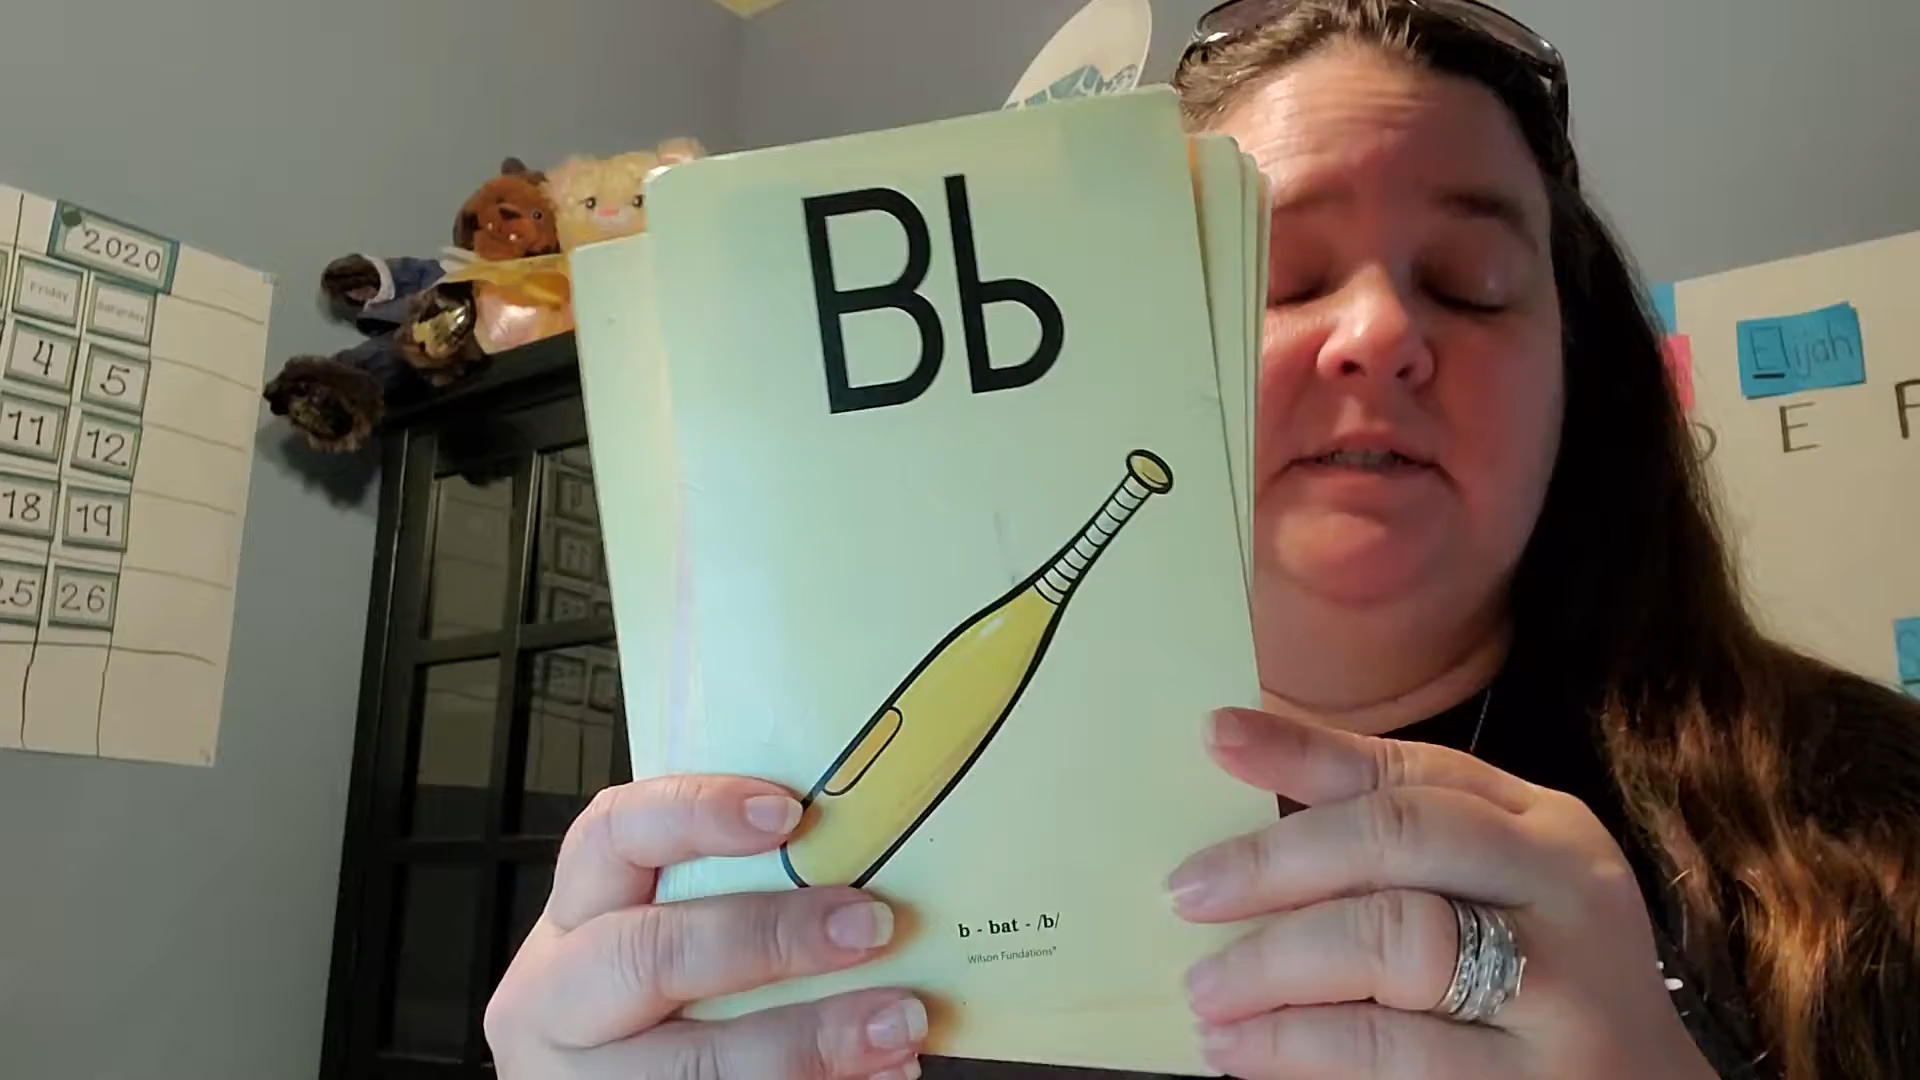 2020
Friday Saturday
4 5
11 12
18 19
25 26
Bb
b - bat - /b/
Wilson Fundations®
Elijah
D E F